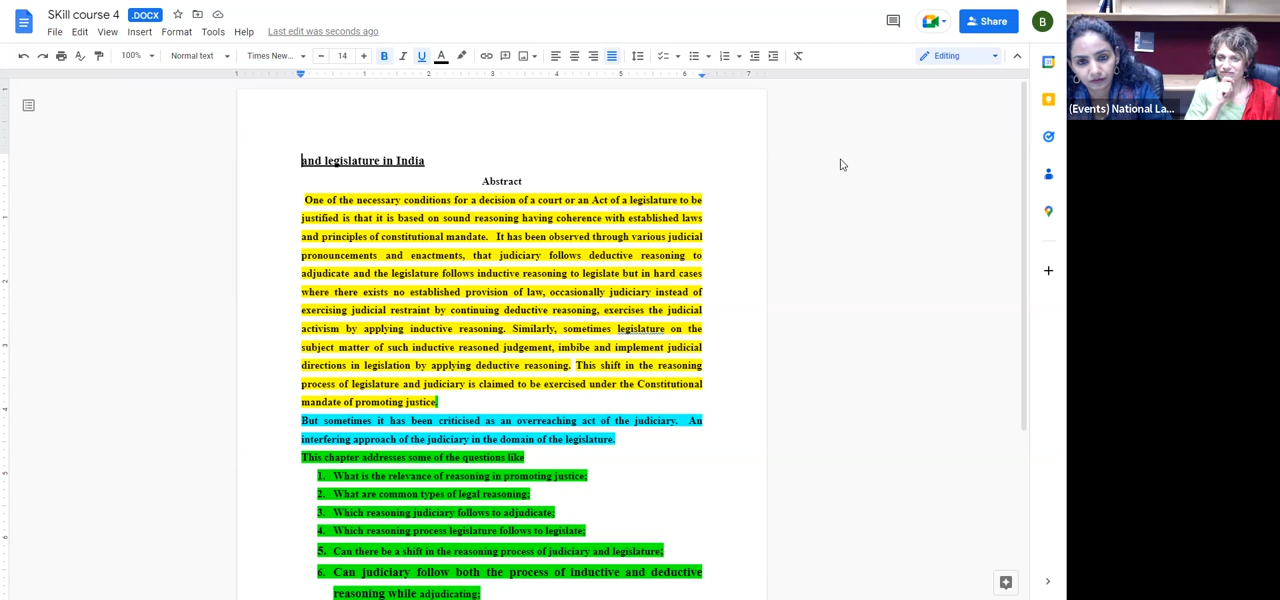 SKill course 4 .DOCX
File Edit View Insert Format Tools Help Last edit was seconds ago
Share
B
100% Normal text Times New... 14 B I U A Editing
1 1 2 3 4 5 6 7
and legislature in India
Abstract
One of the necessary conditions for a decision of a court or an Act of a legislature to be
justified is that it is based on sound reasoning having coherence with established laws
and principles of constitutional mandate. It has been observed through various judicial
pronouncements and enactments, that judiciary follows deductive reasoning to
adjudicate and the legislature follows inductive reasoning to legislate but in hard cases
where there exists no established provision of law, occasionally judiciary instead of
exercising judicial restraint by continuing deductive reasoning, exercises the judicial
activism by applying inductive reasoning. Similarly, sometimes legislature on the
subject matter of such inductive reasoned judgement, imbibe and implement judicial
directions in legislation by applying deductive reasoning. This shift in the reasoning
process of legislature and judiciary is claimed to be exercised under the Constitutional
mandate of promoting justice.
But sometimes it has been criticised as an overreaching act of the judiciary. An
interfering approach of the judiciary in the domain of the legislature.
This chapter addresses some of the questions like
1. What is the relevance of reasoning in promoting justice;
2. What are common types of legal reasoning;
3. Which reasoning judiciary follows to adjudicate;
4. Which reasoning process legislature follows to legislate;
5. Can there be a shift in the reasoning process of judiciary and legislature;
6. Can judiciary follow both the process of inductive and deductive
reasoning while adjudicating;
(Events) National La...